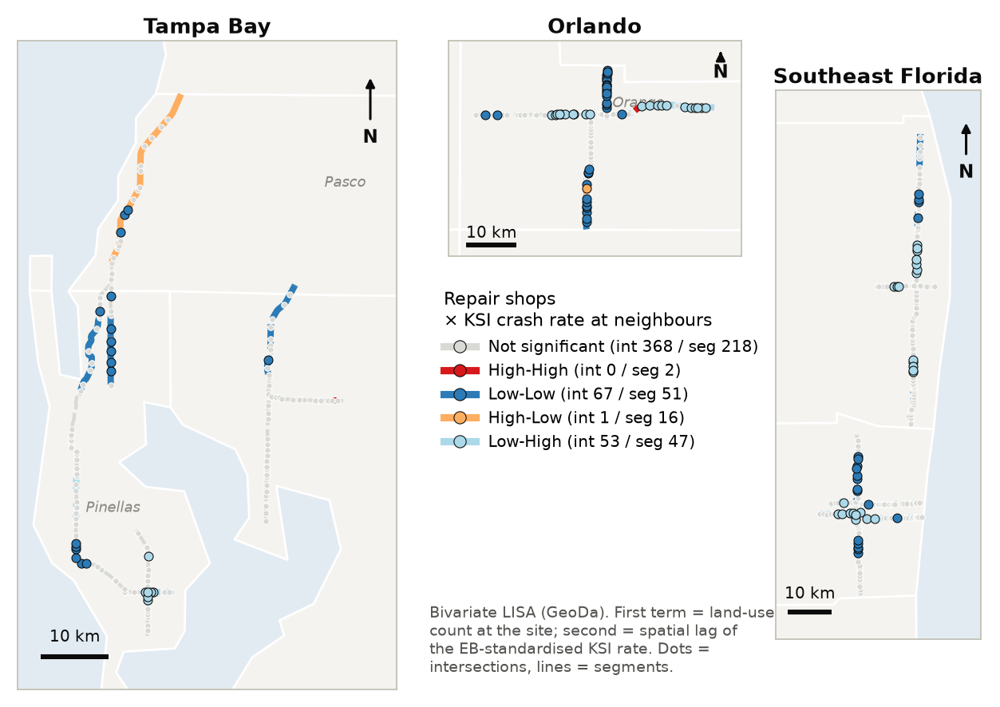 Tampa Bay
Orlando
Southeast Florida
N
Pasco
Pinellas
10 km
N
Orange
10 km
N
10 km
Repair shops
× KSI crash rate at neighbours
Not significant (int 368 / seg 218)
High-High (int 0 / seg 2)
Low-Low (int 67 / seg 51)
High-Low (int 1 / seg 16)
Low-High (int 53 / seg 47)
Bivariate LISA (GeoDa). First term = land-use
count at the site; second = spatial lag of
the EB-standardised KSI rate. Dots =
intersections, lines = segments.